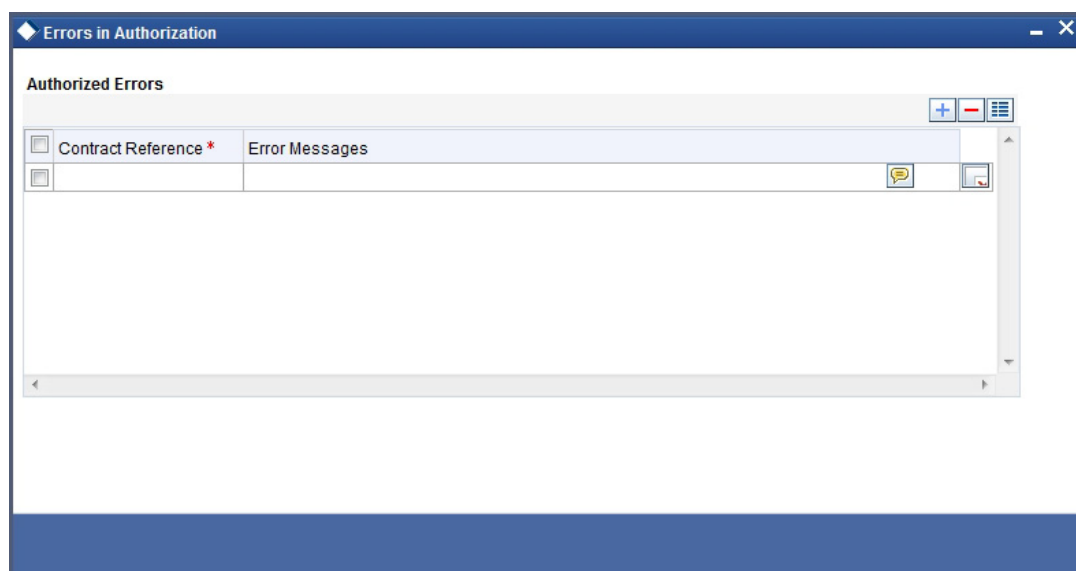 Errors in Authorization
Authorized Errors
Contract Reference * Error Messages